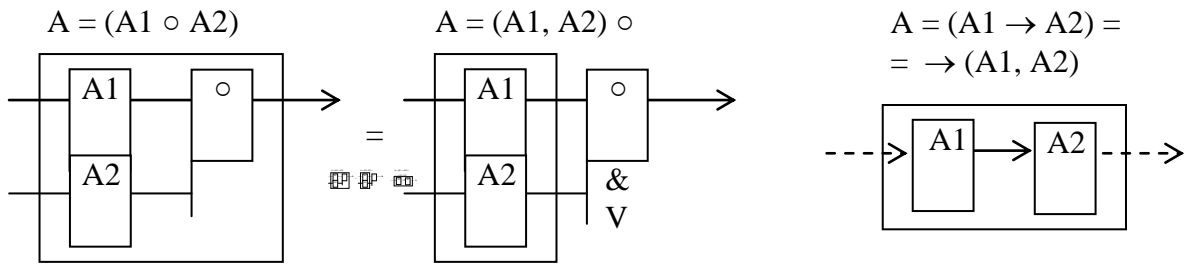 A = (A1 ○ A2)
A1
○
A2
=
A = (A1, A2) ○
A1
○
A2
&
V
A = (A1 → A2) =
= → (A1, A2)
A1
A2